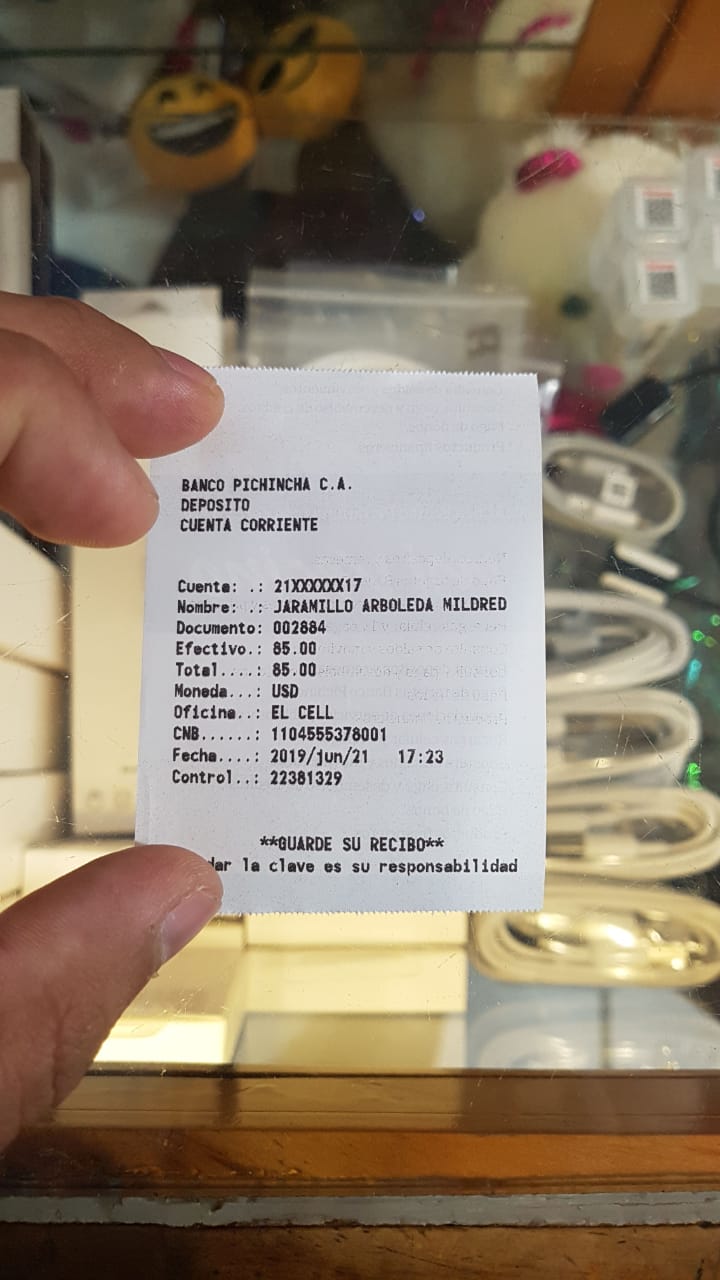 BANCO PICHINCHA C.A.
DEPOSITO
CUENTA CORRIENTE
Cuenta: .: 21XXXXXX17
Nombre: .: JARAMILLO ARBOLEDA MILDRED
Documento: 002884
Efectivo.: 85.00
Total....: 85.00
Moneda...: USD
Oficina..: EL CELL
CNB......: 1104555378001
Fecha....: 2019/jun/21 17:23
Control..: 22381329
**GUARDE SU RECIBO**
dar la clave es su responsabilidad